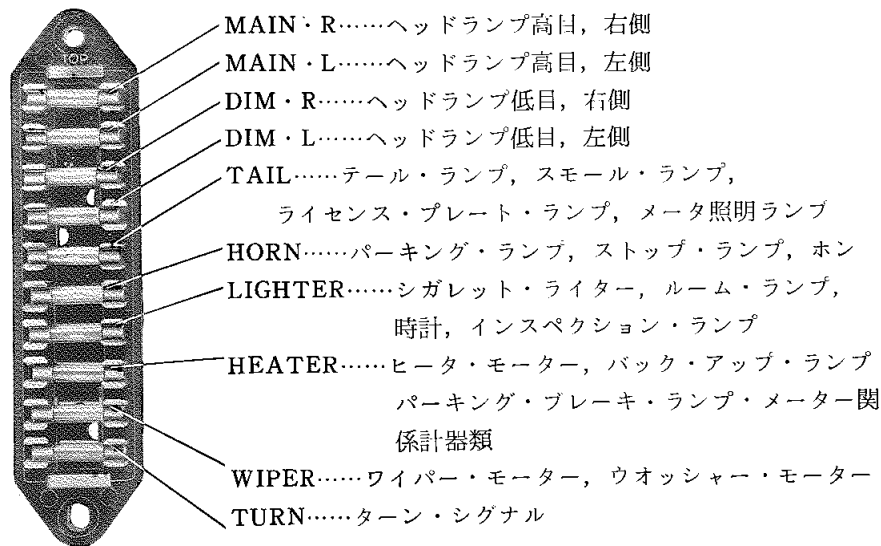 TOP
MAIN・R……ヘッドランプ高目，右側
MAIN・L……ヘッドランプ高目，左側
DIM・R……ヘッドランプ低目，右側
DIM・L……ヘッドランプ低目，左側
TAIL……テール・ランプ，スモール・ランプ，
ライセンス・プレート・ランプ，メータ照明ランプ
HORN……パーキング・ランプ，ストップ・ランプ，ホン
LIGHTER……シガレット・ライター，ルーム・ランプ，
時計，インスペクション・ランプ
HEATER……ヒータ・モーター，バック・アップ・ランプ
パーキング・ブレーキ・ランプ・メーター関
係計器類
WIPER……ワイパー・モーター，ウオッシャー・モーター
TURN……ターン・シグナル